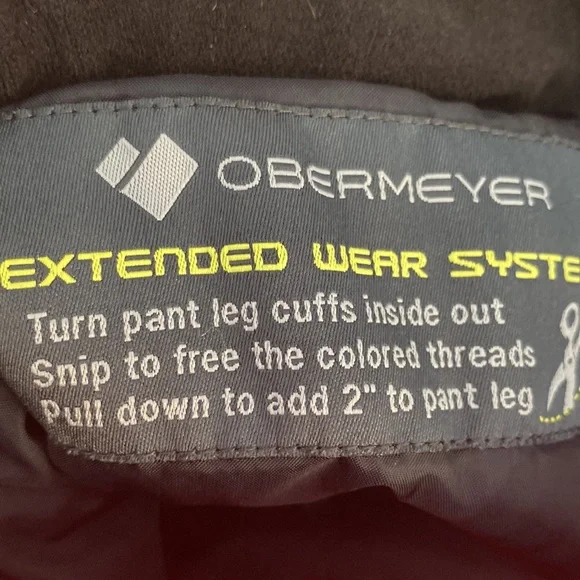 OBERMEYER
EXTENDED WEAR SYSTE
Turn pant leg cuffs inside out
Snip to free the colored threads
Pull down to add 2" to pant leg